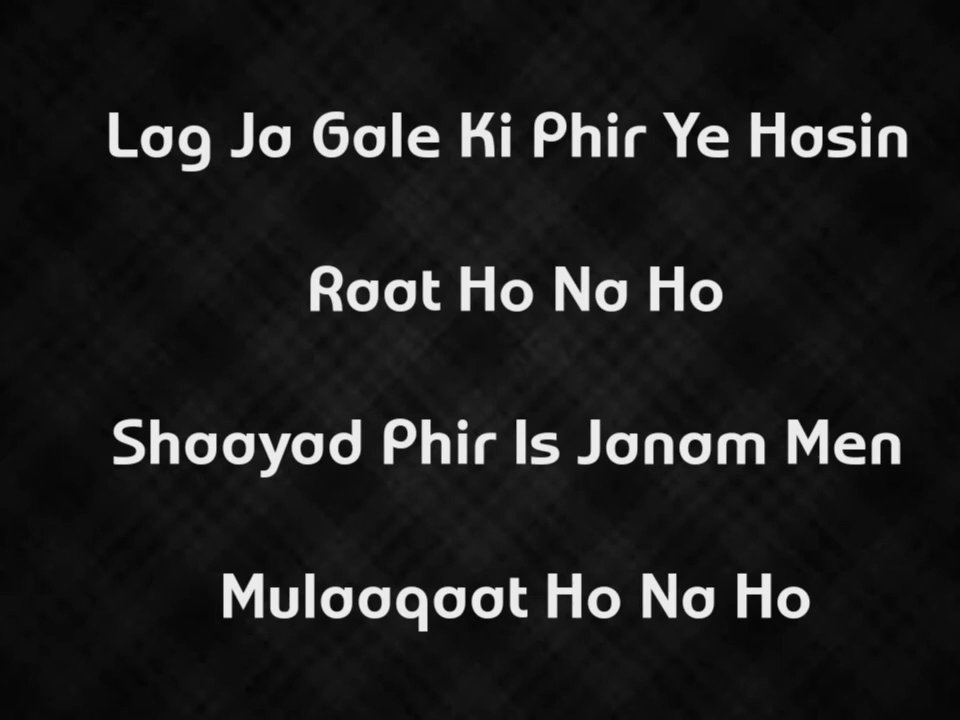 Lag Ja Gale Ki Phir Ye Hasin
Raat Ho Na Ho
Shaayad Phir Is Janam Men
Mulaaqaat Ho Na Ho